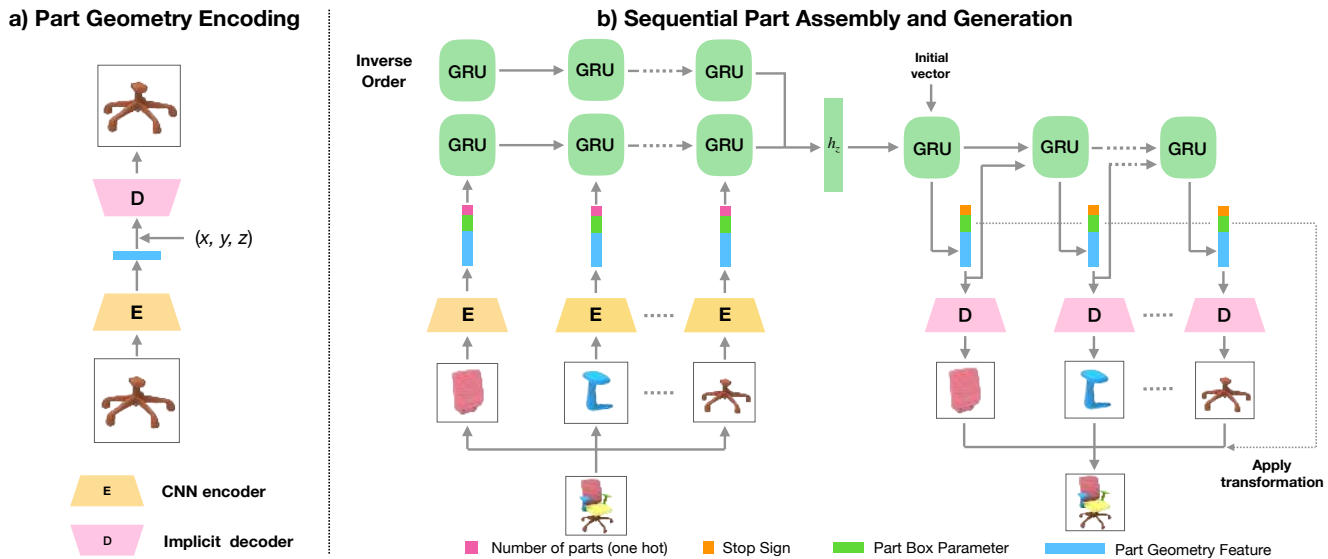 a) Part Geometry Encoding
D
(x, y, z)
E
E
CNN encoder
D
Implicit decoder
b) Sequential Part Assembly and Generation
Inverse
Order
GRU
GRU
GRU
GRU
GRU
GRU
h_z
Initial
vector
GRU
GRU
GRU
E
E
E
D
D
D
Apply
transformation
Number of parts (one hot)
Stop Sign
Part Box Parameter
Part Geometry Feature